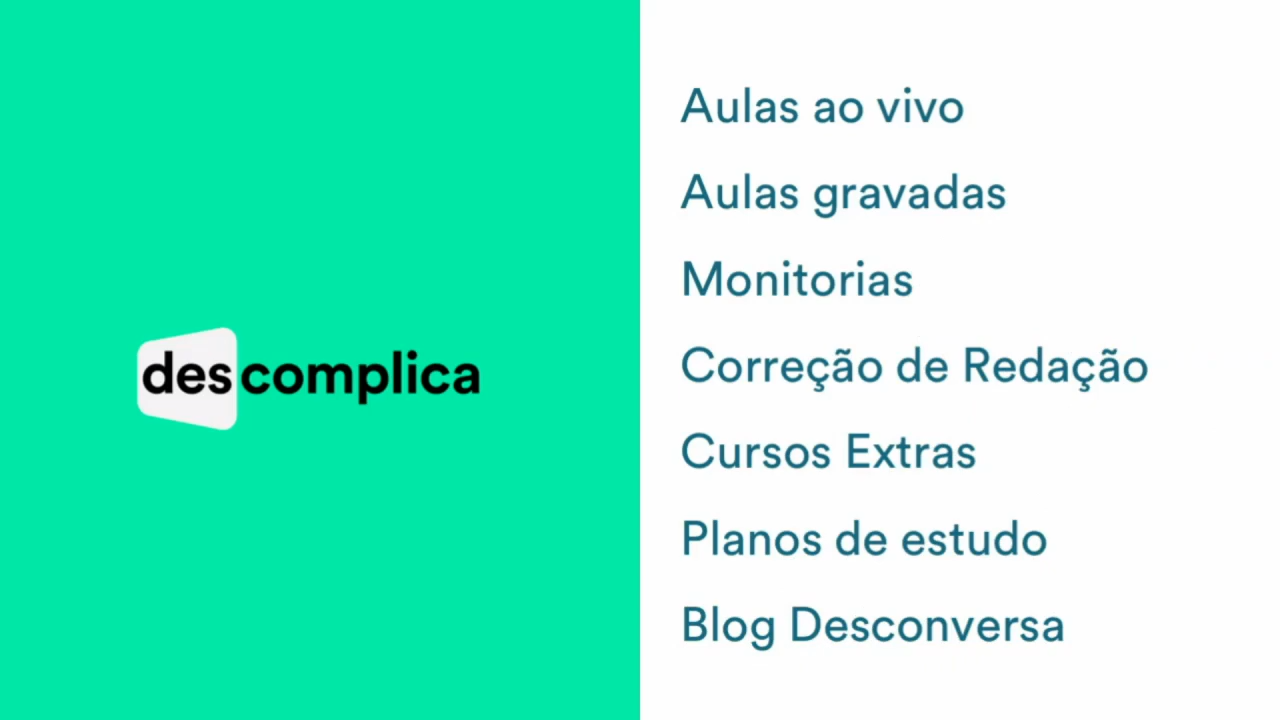 descomplica
Aulas ao vivo
Aulas gravadas
Monitorias
Correção de Redação
Cursos Extras
Planos de estudo
Blog Desconversa